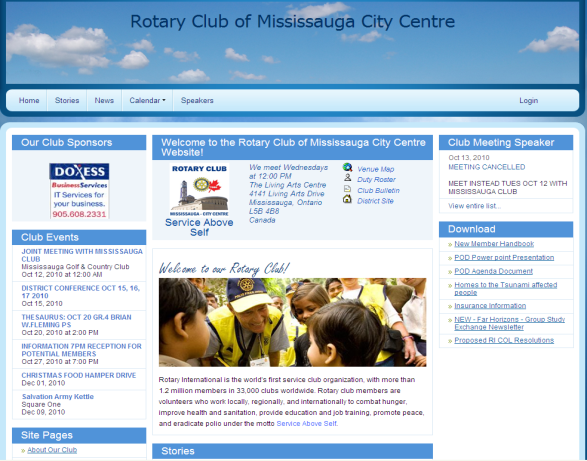 Rotary Club of Mississauga City Centre
Home
Stories
News
Calendar
Speakers
Login
Our Club Sponsors
DOXESS
BusinessServices
IT Services for
your business.
905.608.2331
Club Events
JOINT MEETING WITH MISSISSAUGA
CLUB
Mississauga Golf & Country Club
Oct 12, 2010 at 12:00 AM
DISTRICT CONFERENCE OCT 15, 16,
17 2010
Oct 15, 2010
THESAURUS: OCT 20 GR.4 BRIAN
W.FLEMING PS
Oct 20, 2010 at 2:00 PM
INFORMATION 7PM RECEPTION FOR
POTENTIAL MEMBERS
Oct 27, 2010 at 7:00 PM
CHRISTMAS FOOD HAMPER DRIVE
Dec 01, 2010
Salvation Army Kettle
Square One
Dec 09, 2010
Site Pages
» About Our Club
Welcome to the Rotary Club of Mississauga City Centre
Website!
ROTARY CLUB
MISSISSAUGA - CITY CENTRE
Service Above
Self
We meet Wednesdays
at 12:00 PM
The Living Arts Centre
4141 Living Arts Drive
Mississauga, Ontario
L5B 4B8
Canada
Venue Map
Duty Roster
Club Bulletin
District Site
Welcome to our Rotary Club!
Rotary International is the world's first service club organization, with more than
1.2 million members in 33,000 clubs worldwide. Rotary club members are
volunteers who work locally, regionally, and internationally to combat hunger,
improve health and sanitation, provide education and job training, promote peace,
and eradicate polio under the motto Service Above Self.
Stories
Club Meeting Speaker
Oct 13, 2010
MEETING CANCELLED
MEET INSTEAD TUES OCT 12 WITH
MISSISSAUGA CLUB
View entire list...
Download
» New Member Handbook
» POD Power point Presentation
» POD Agenda Document
» Homes to the Tsunami affected
people
» Insurance Information
» NEW - Far Horizons - Group Study
Exchange Newsletter
» Proposed RI COL Resolutions